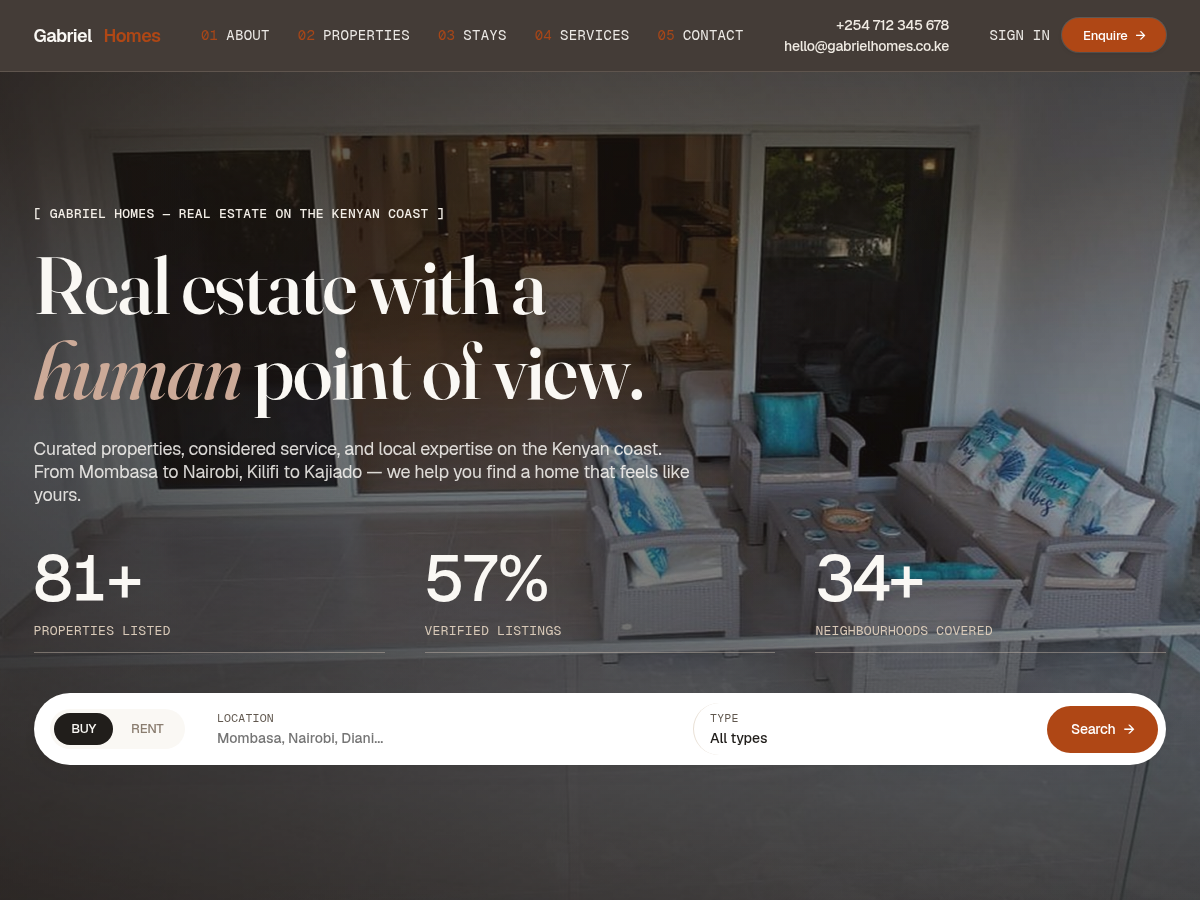 Gabriel Homes 01 ABOUT 02 PROPERTIES 03 STAYS 04 SERVICES 05 CONTACT
+254 712 345 678
hello@gabrielhomes.co.ke
SIGN IN
Enquire →
[ GABRIEL HOMES — REAL ESTATE ON THE KENYAN COAST ]
Real estate with a
human point of view.
Curated properties, considered service, and local expertise on the Kenyan coast.
From Mombasa to Nairobi, Kilifi to Kajiado — we help you find a home that feels like
yours.
81+
PROPERTIES LISTED
57%
VERIFIED LISTINGS
34+
NEIGHBOURHOODS COVERED
BUY
RENT
LOCATION
Mombasa, Nairobi, Diani...
TYPE
All types
Search →
Ocean
Vibes